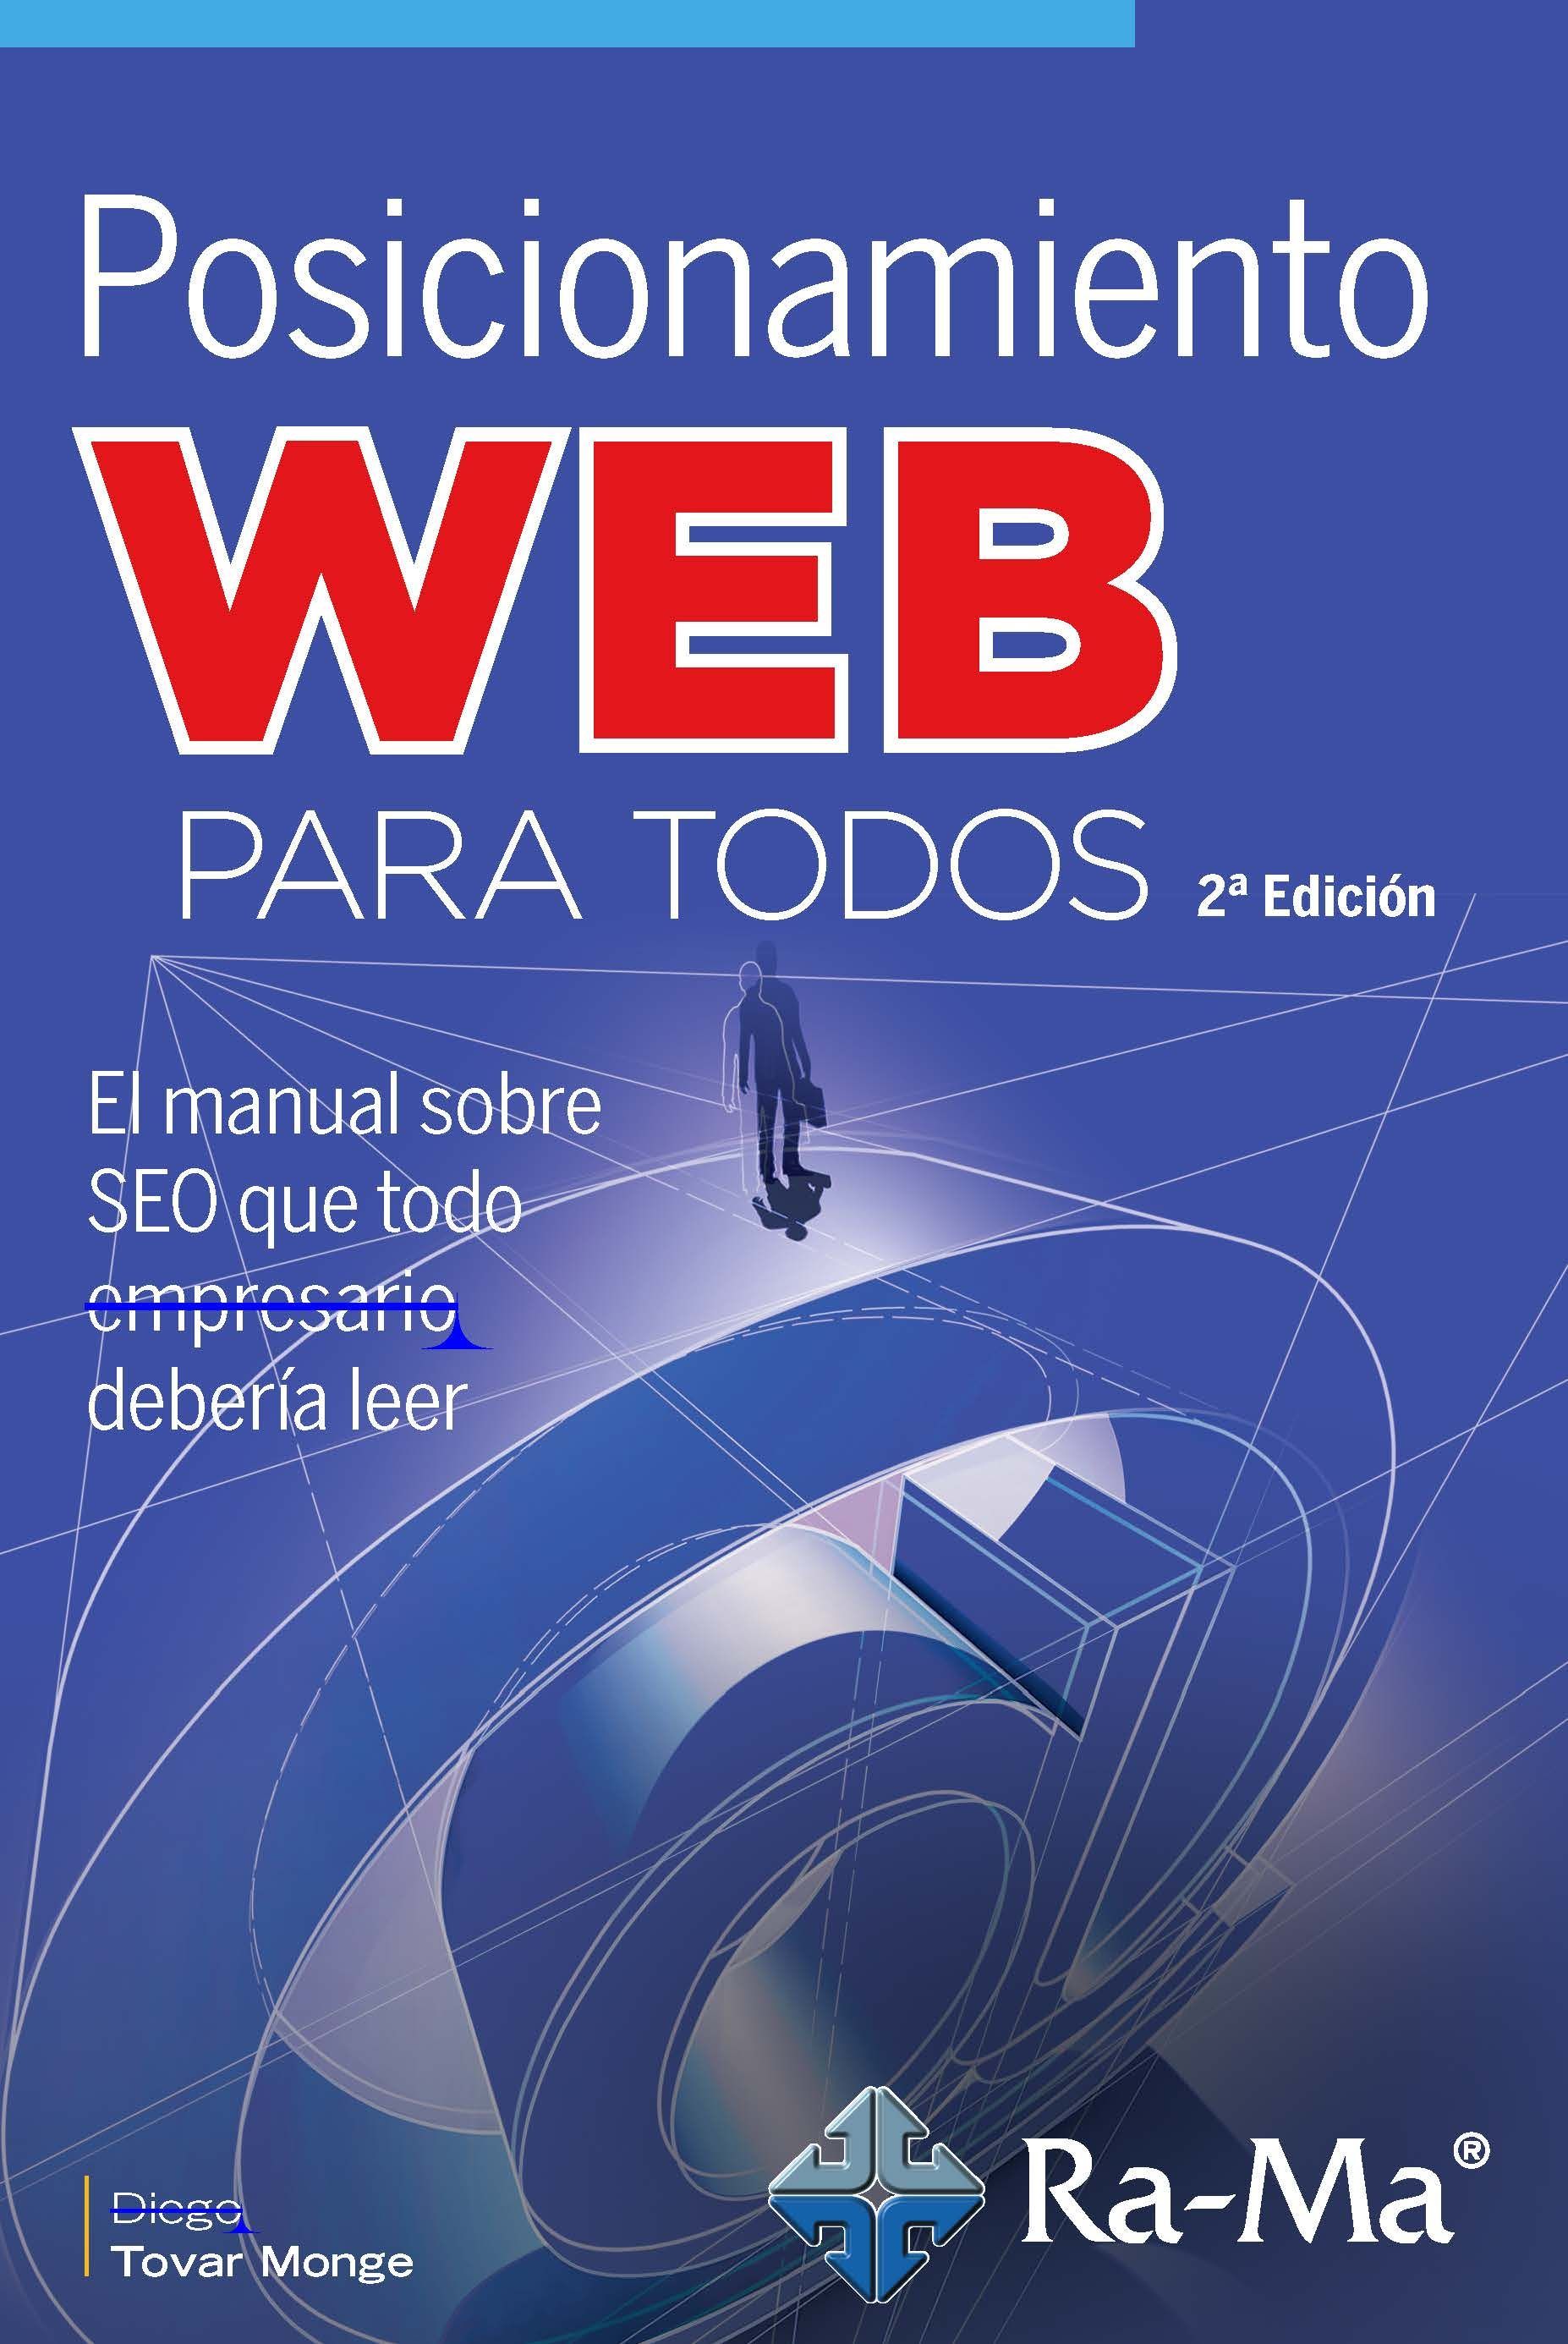 Posicionamiento
WEB
PARA TODOS 2ª Edición
El manual sobre
SEO que todo
empresario
debería leer
Diego
Tovar Monge
Ra-Ma®